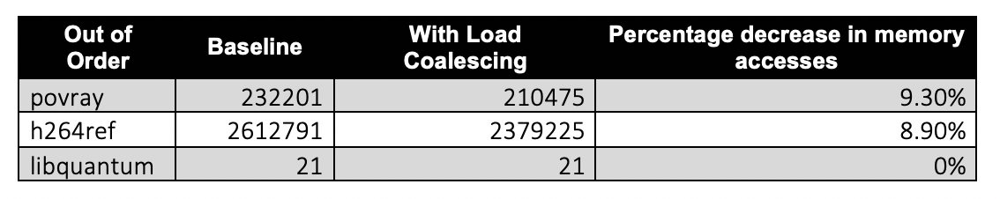 Out of Order Baseline With Load Coalescing Percentage decrease in memory accesses
povray 232201 210475 9.30%
h264ref 2612791 2379225 8.90%
libquantum 21 21 0%